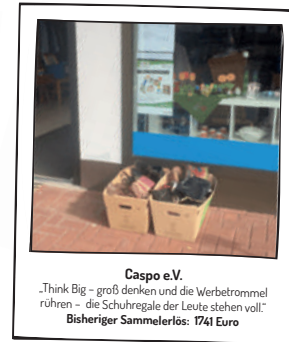 Caspo e.V.
„Think Big – groß denken und die Werbetrommel
rühren – die Schuhregale der Leute stehen voll.“
Bisheriger Sammelerlös: 1741 Euro